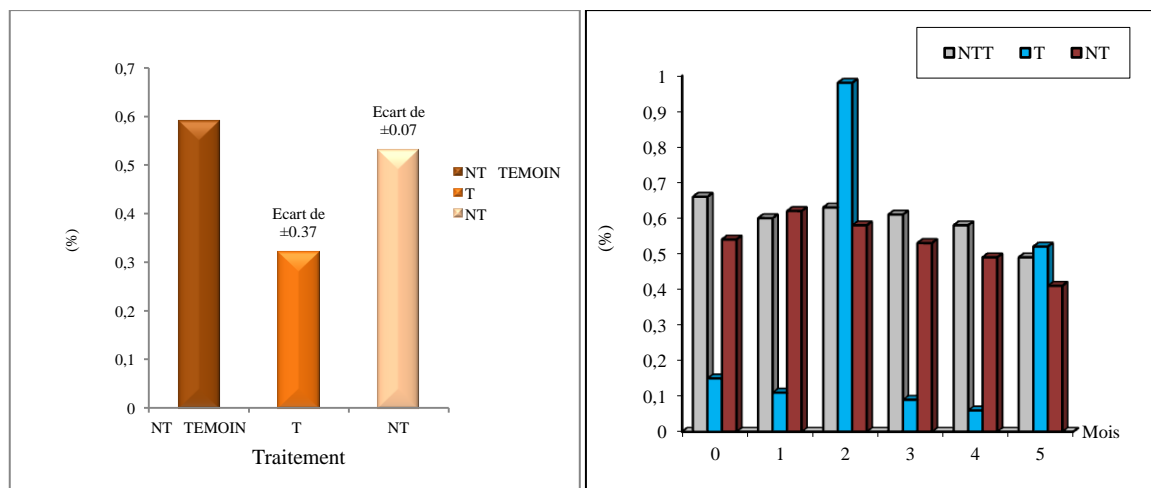 0,7
0,6
0,5
0,4
0,3
0,2
0,1
0
(%)
Ecart de
±0.37
Ecart de
±0.07
NT TEMOIN
T
NT
NT TEMOIN T NT
Traitement
NTT T NT
1
0,9
0,8
0,7
0,6
0,5
0,4
0,3
0,2
0,1
0
(%)
0 1 2 3 4 5
Mois